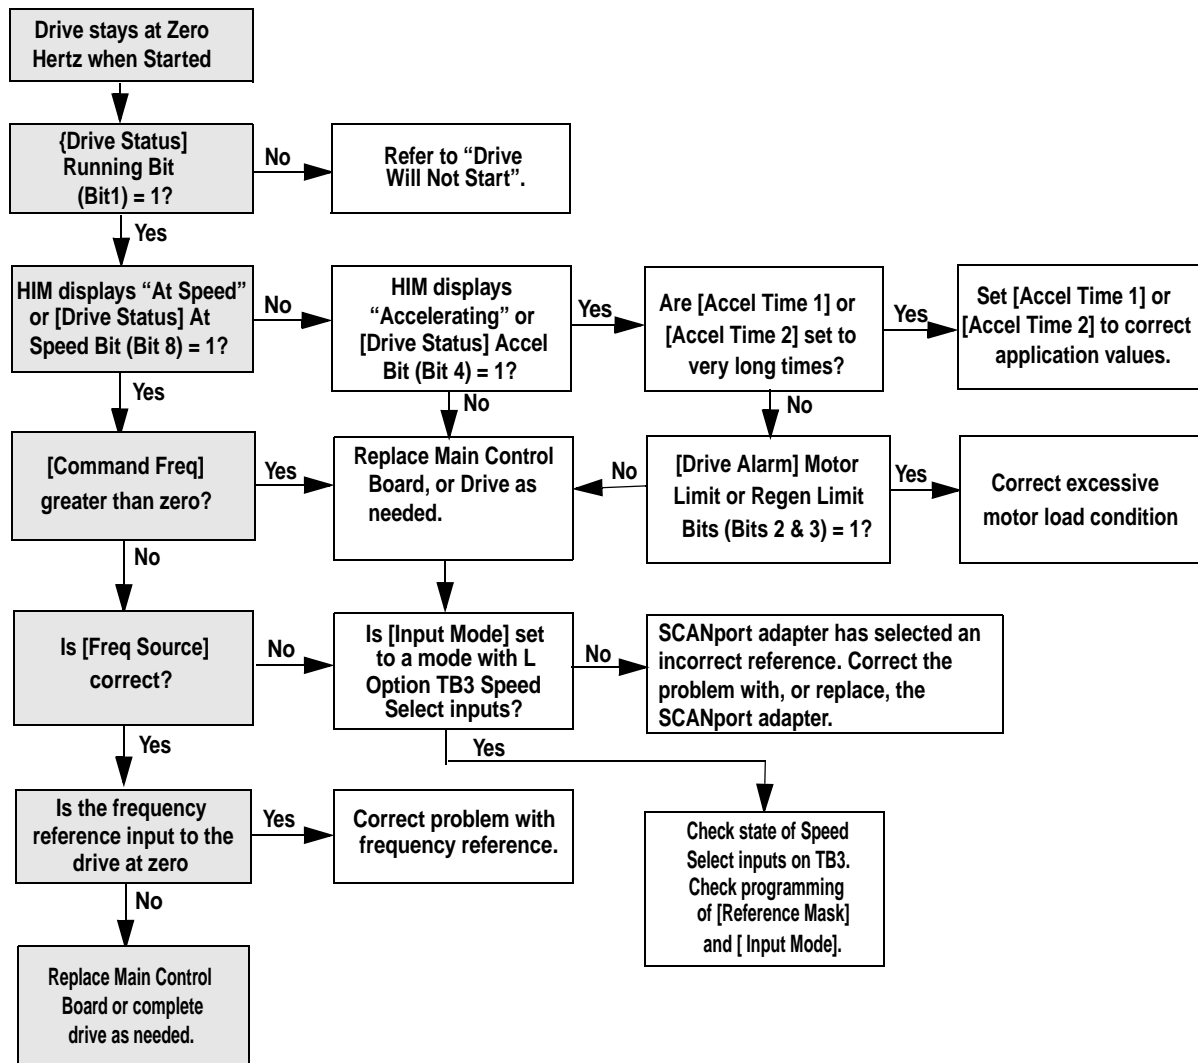 Drive stays at Zero
Hertz when Started
{Drive Status]
Running Bit
(Bit1) = 1?
No
Refer to “Drive
Will Not Start”.
Yes
HIM displays “At Speed”
or [Drive Status] At
Speed Bit (Bit 8) = 1?
No
HIM displays
“Accelerating” or
[Drive Status] Accel
Bit (Bit 4) = 1?
Yes
Are [Accel Time 1] or
[Accel Time 2] set to
very long times?
Yes
Set [Accel Time 1] or
[Accel Time 2] to correct
application values.
Yes
No
No
[Command Freq]
greater than zero?
Yes
Replace Main Control
Board, or Drive as
needed.
No
[Drive Alarm] Motor
Limit or Regen Limit
Bits (Bits 2 & 3) = 1?
Yes
Correct excessive
motor load condition
No
Is [Freq Source]
correct?
No
Is [Input Mode] set
to a mode with L
Option TB3 Speed
Select inputs?
No
SCANport adapter has selected an
incorrect reference. Correct the
problem with, or replace, the
SCANport adapter.
Yes
Yes
Is the frequency
reference input to the
drive at zero
Yes
Correct problem with
frequency reference.
Check state of Speed
Select inputs on TB3.
Check programming
of [Reference Mask]
and [ Input Mode].
No
Replace Main Control
Board or complete
drive as needed.